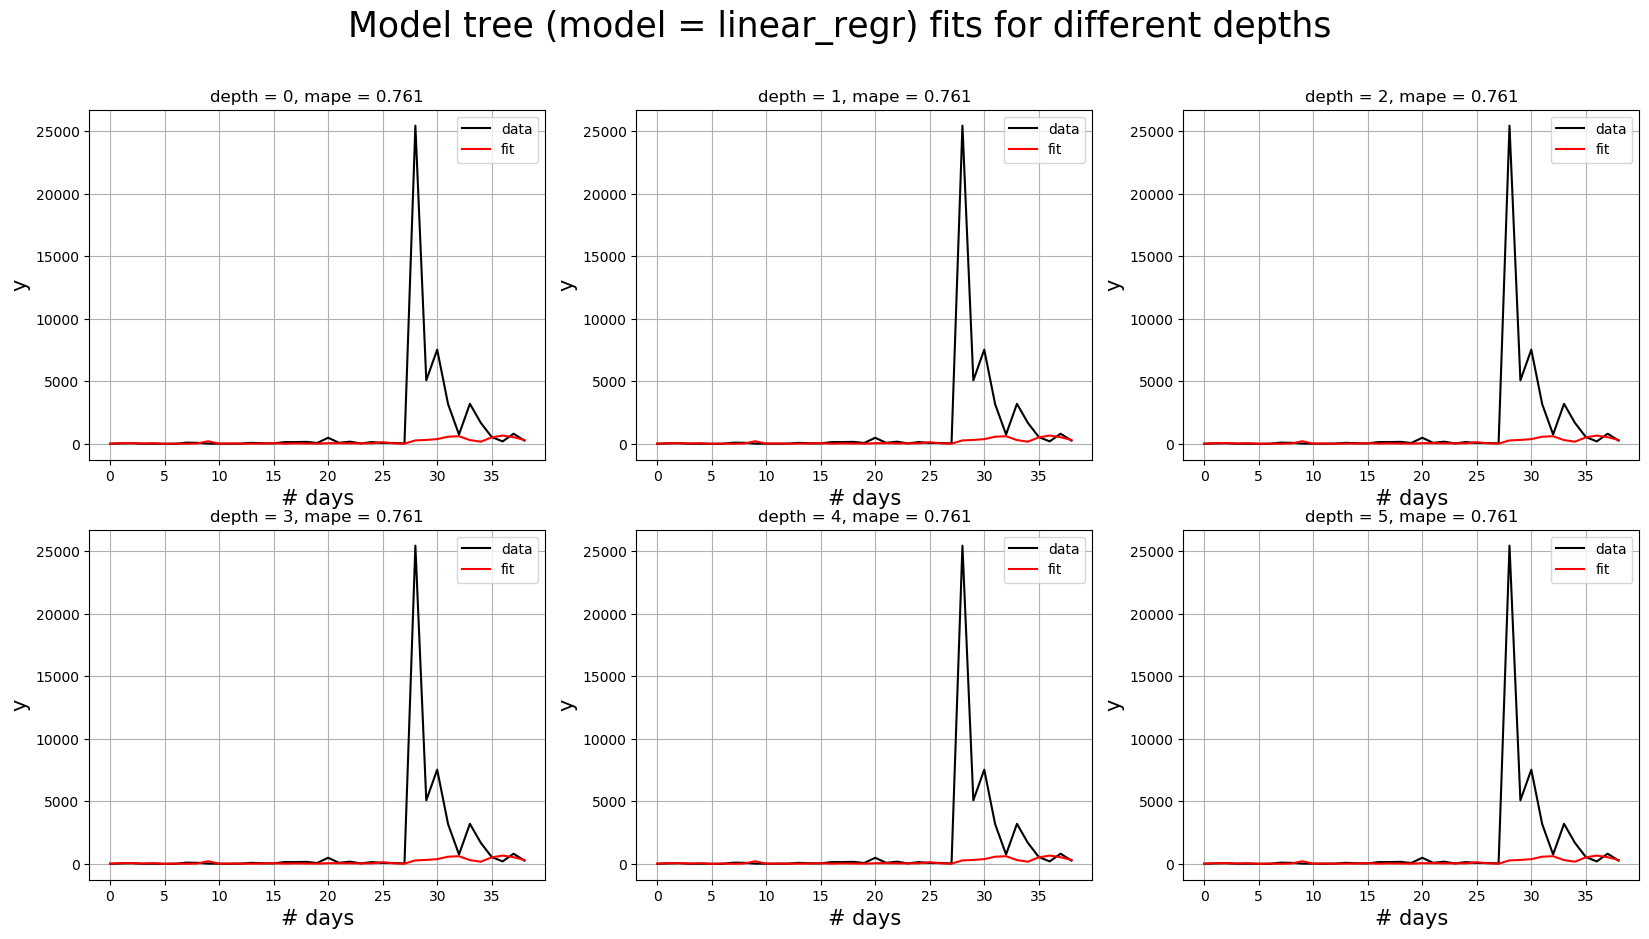 Model tree (model = linear_regr) fits for different depths
depth = 0, mape = 0.761
25000
20000
15000
10000
5000
0
y
data
fit
0 5 10 15 20 25 30 35
# days
depth = 1, mape = 0.761
25000
20000
15000
10000
5000
0
y
data
fit
0 5 10 15 20 25 30 35
# days
depth = 2, mape = 0.761
25000
20000
15000
10000
5000
0
y
data
fit
0 5 10 15 20 25 30 35
# days
depth = 3, mape = 0.761
25000
20000
15000
10000
5000
0
y
data
fit
0 5 10 15 20 25 30 35
# days
depth = 4, mape = 0.761
25000
20000
15000
10000
5000
0
y
data
fit
0 5 10 15 20 25 30 35
# days
depth = 5, mape = 0.761
25000
20000
15000
10000
5000
0
y
data
fit
0 5 10 15 20 25 30 35
# days